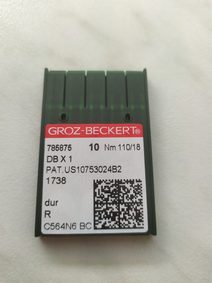 GROZ-BECKERT®
785875 10 Nm 110/18
DB X 1
PAT.US10753024B2
1738
dur
R
C564N6 BC